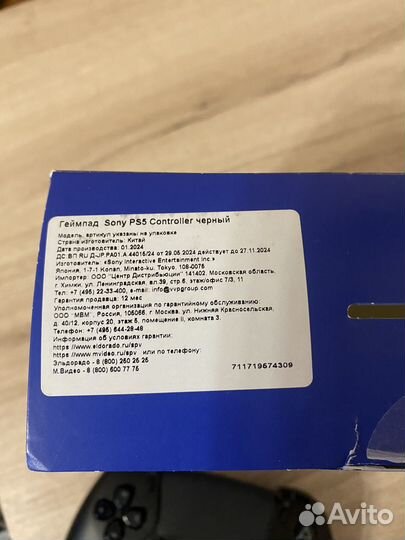 Геймпад Sony PS5 Controller черный
Модель, артикул указаны на упаковке
Страна изготовитель: Китай
Дата производства: 01.2024
ДС ВП RU Д-JP.РА01.А.44015/24 от 29.05.2024 действует до 27.11.2024
Изготовитель: «Sony Interactive Entertainment Inc.»
Япония, 1-7-1 Konan, Minato-ku, Tokyo, 108-0075
Импортер: ООО "Центр Дистрибьюции" 141402, Московская область,
г. Химки, ул. Ленинградская, вл.39, стр.6, этаж/офис 7/3, 11
Тел: +7 (495) 22-33-400, e-mail: info@vvpgroup.com
Гарантия продавца: 12 мес
Уполномоченная организация по гарантийному обслуживанию:
ООО "МВМ", Россия, 105066, г. Москва, ул. Нижняя Красносельская,
д. 40/12, корпус 20, этаж 5, помещение II, комната 3.
Телефон: +7 (495) 644-28-48
Информация об условиях гарантии:
https://www.eldorado.ru/spv
https://www.mvideo.ru/spv или по телефону:
Эльдорадо - 8 (800) 250 25 25
М.Видео - 8 (800) 600 77 75
711719574309
Avito